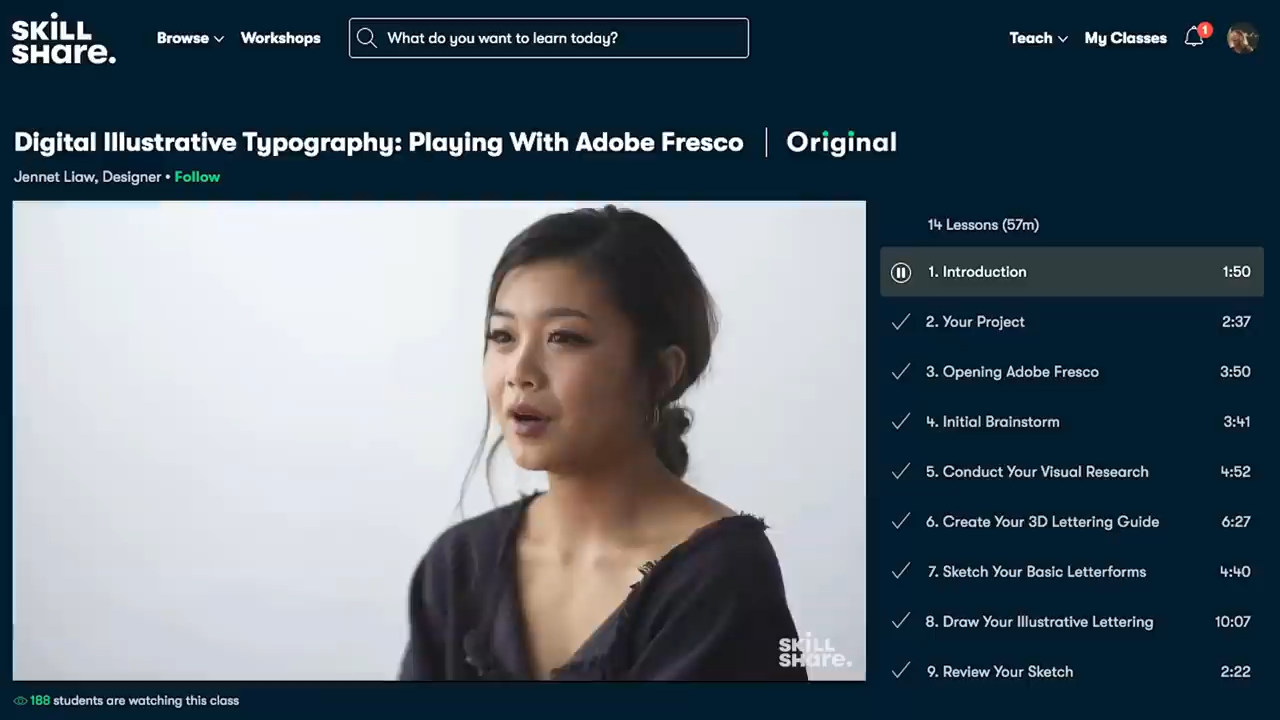 SKILL
SHare.
Browse
Workshops
What do you want to learn today?
Teach
My Classes
1
Digital Illustrative Typography: Playing With Adobe Fresco | Original
Jennet Liaw, Designer • Follow
14 Lessons (57m)
1. Introduction 1:50
2. Your Project 2:37
3. Opening Adobe Fresco 3:50
4. Initial Brainstorm 3:41
5. Conduct Your Visual Research 4:52
6. Create Your 3D Lettering Guide 6:27
7. Sketch Your Basic Letterforms 4:40
8. Draw Your Illustrative Lettering 10:07
9. Review Your Sketch 2:22
SKILL
SHare.
188 students are watching this class